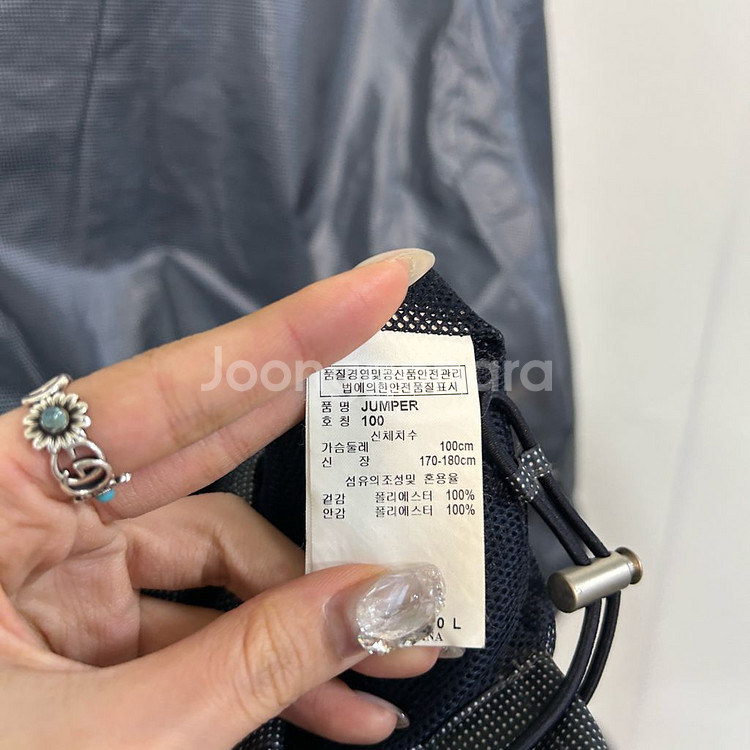 품질경영및공산품안전관리
법에의한안전품질표시
품 명 JUMPER
호 칭 100
신체치수
가슴둘레 100cm
신 장 170-180cm
섬유의조성및 혼용율
겉감 폴리에스터 100%
안감 폴리에스터 100%
0 L